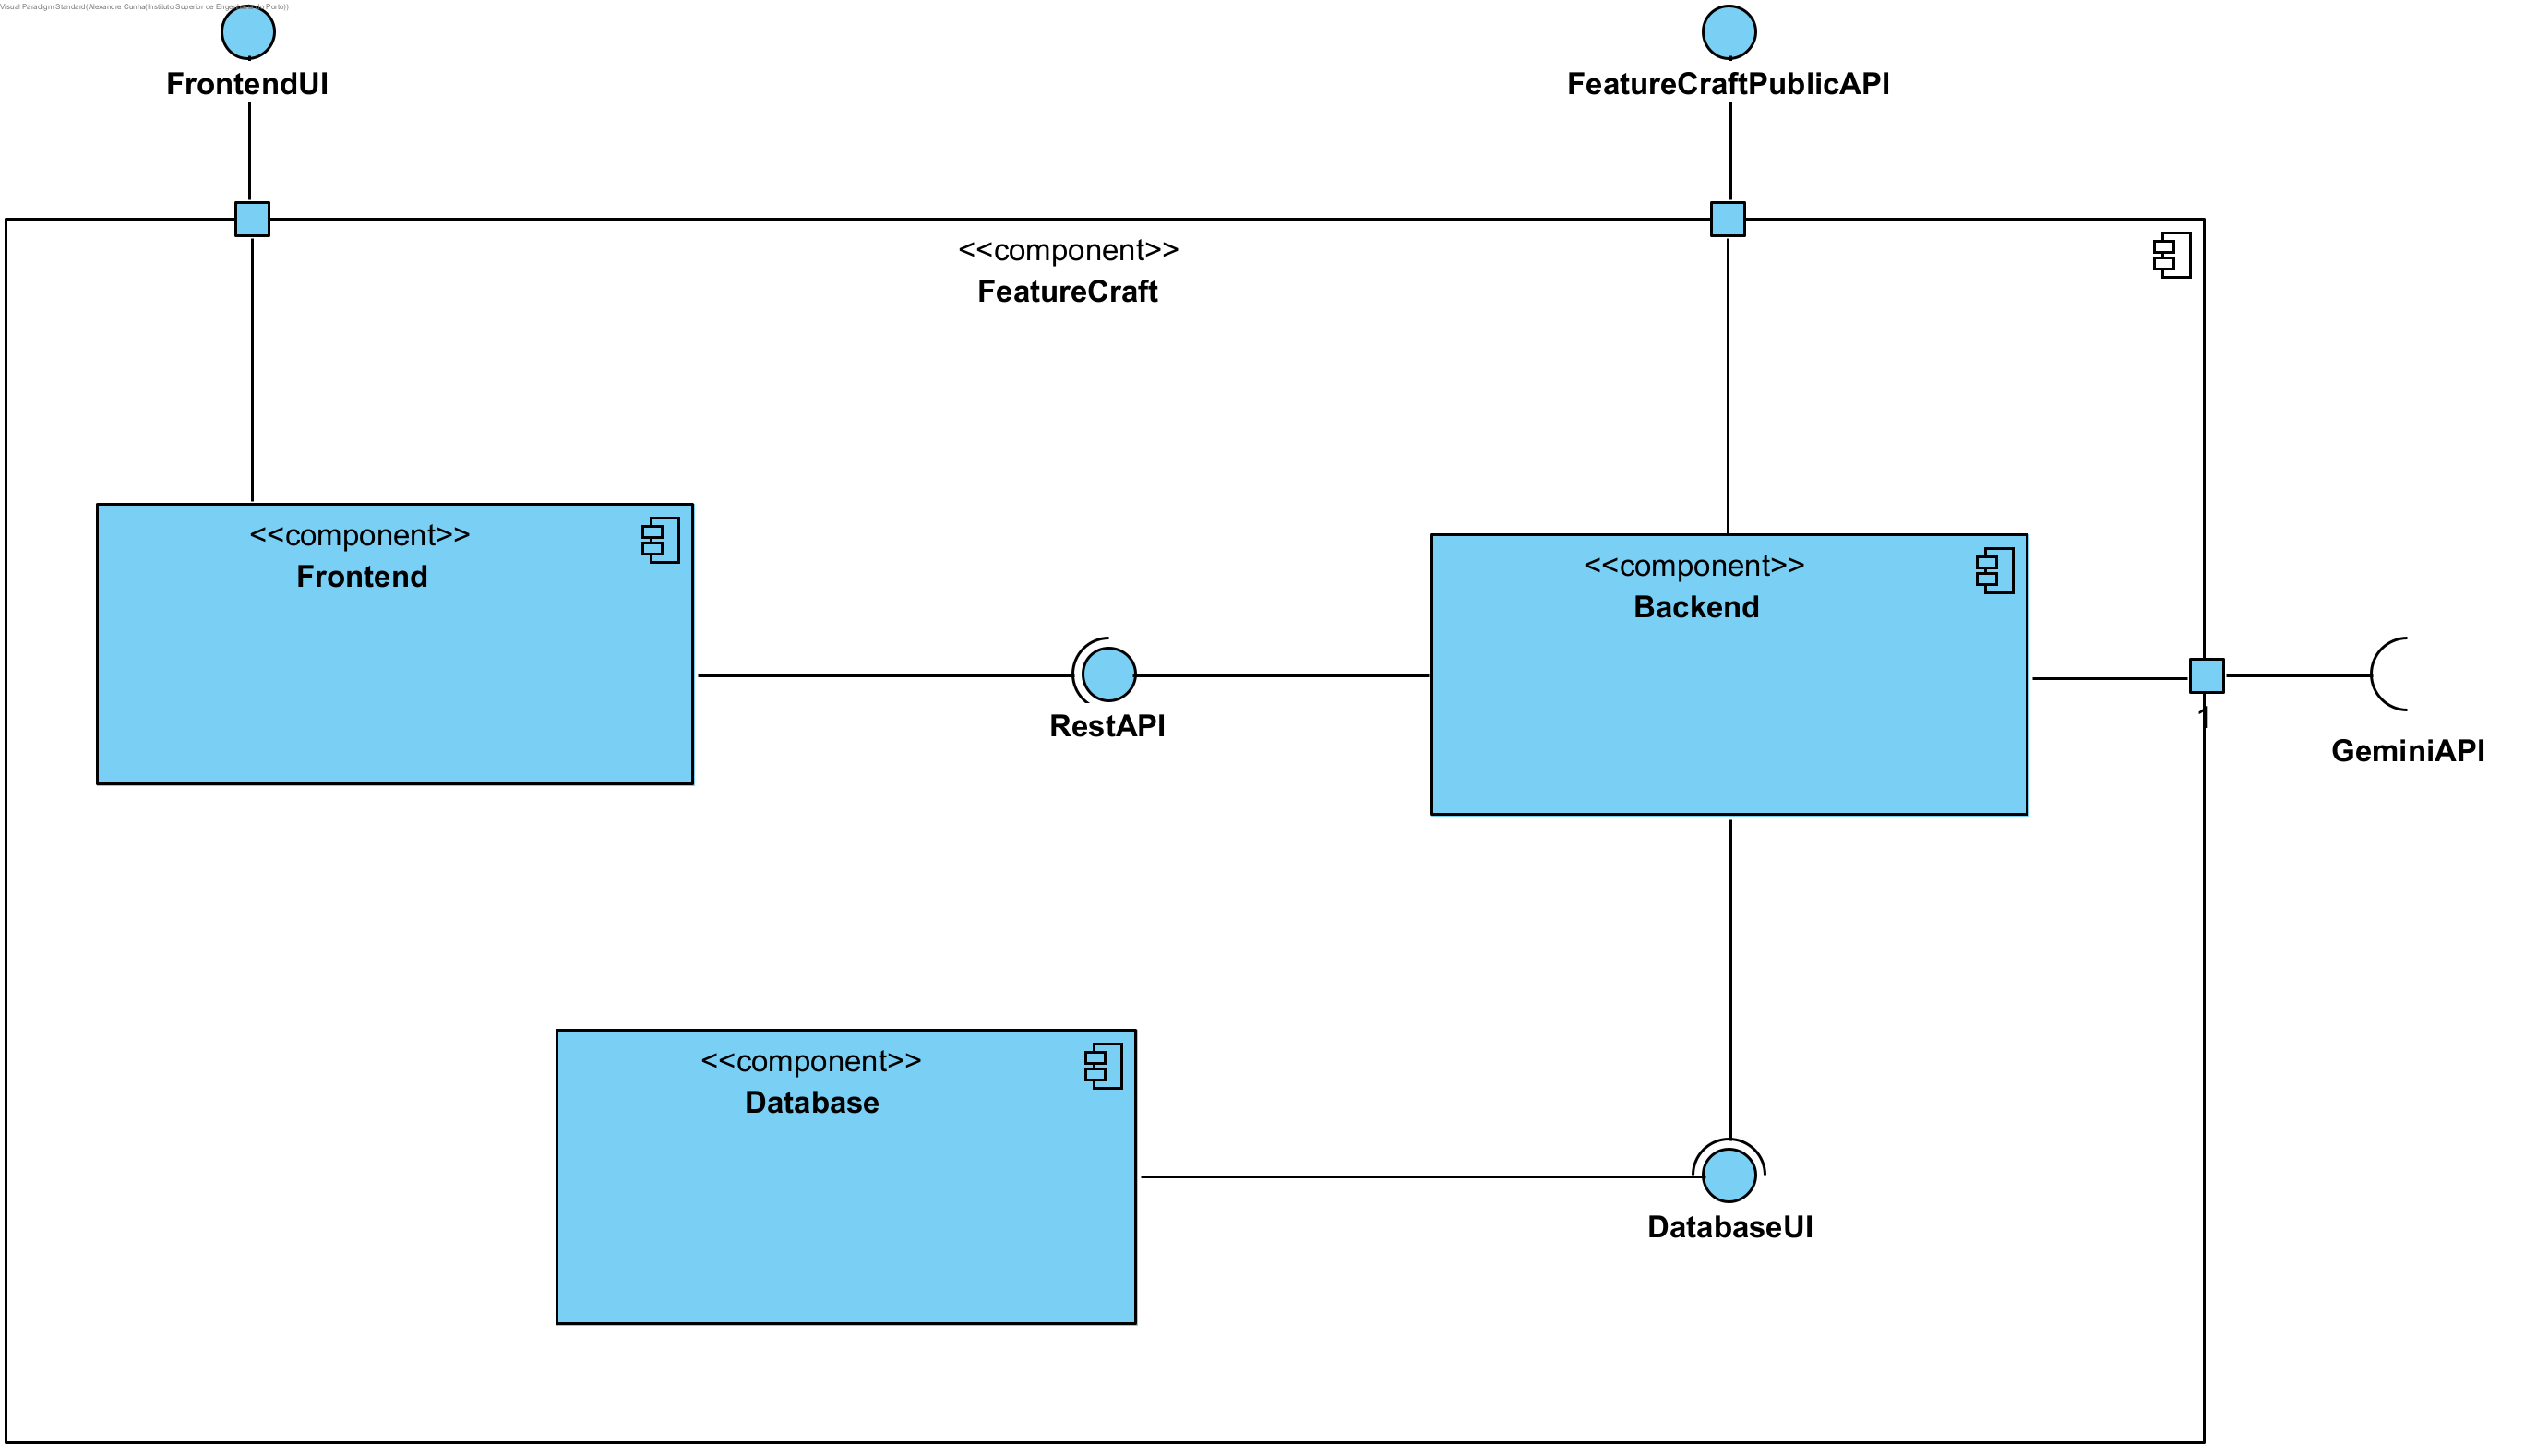 Visual Paradigm Standard(Alexandre Cunha(Instituto Superior de Engenharia do Porto))
FrontendUI
FeatureCraftPublicAPI
<<component>>
FeatureCraft
<<component>>
Frontend
<<component>>
Backend
RestAPI
1
GeminiAPI
<<component>>
Database
DatabaseUI